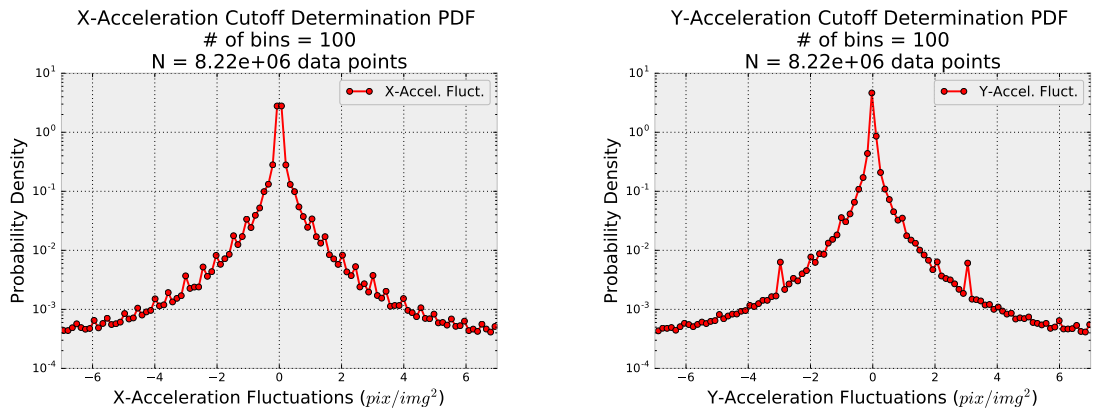 X-Acceleration Cutoff Determination PDF
# of bins = 100
N = 8.22e+06 data points
X-Accel. Fluct.
Probability Density
10^1
10^0
10^-1
10^-2
10^-3
10^-4
−6 −4 −2 0 2 4 6
X-Acceleration Fluctuations (pix/img^2)
Y-Acceleration Cutoff Determination PDF
# of bins = 100
N = 8.22e+06 data points
Y-Accel. Fluct.
Probability Density
10^1
10^0
10^-1
10^-2
10^-3
10^-4
−6 −4 −2 0 2 4 6
Y-Acceleration Fluctuations (pix/img^2)